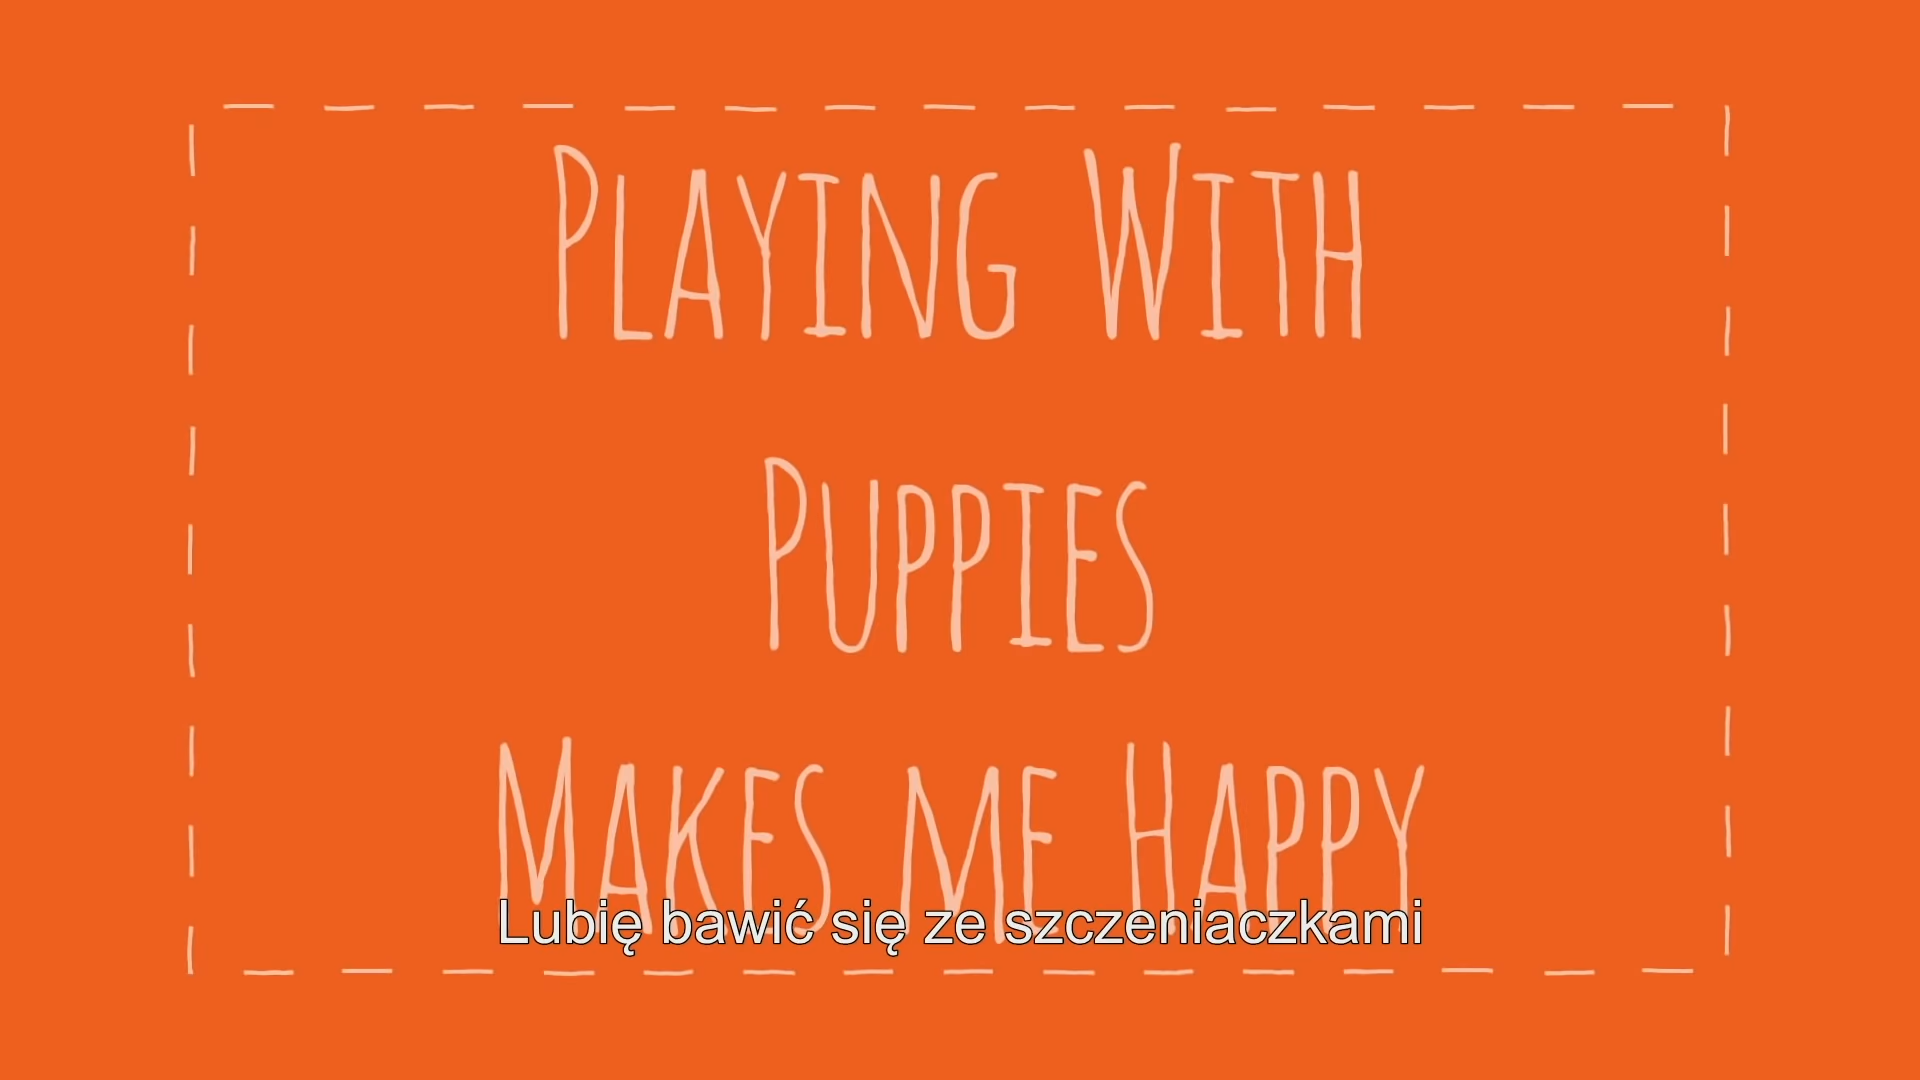 Playing With
Puppies
Makes me Happy
Lubię bawić się ze szczeniaczkami